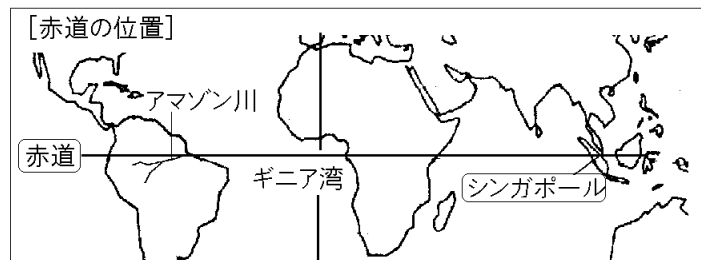 [赤道の位置]
アマゾン川
赤道
ギニア湾
シンガポール